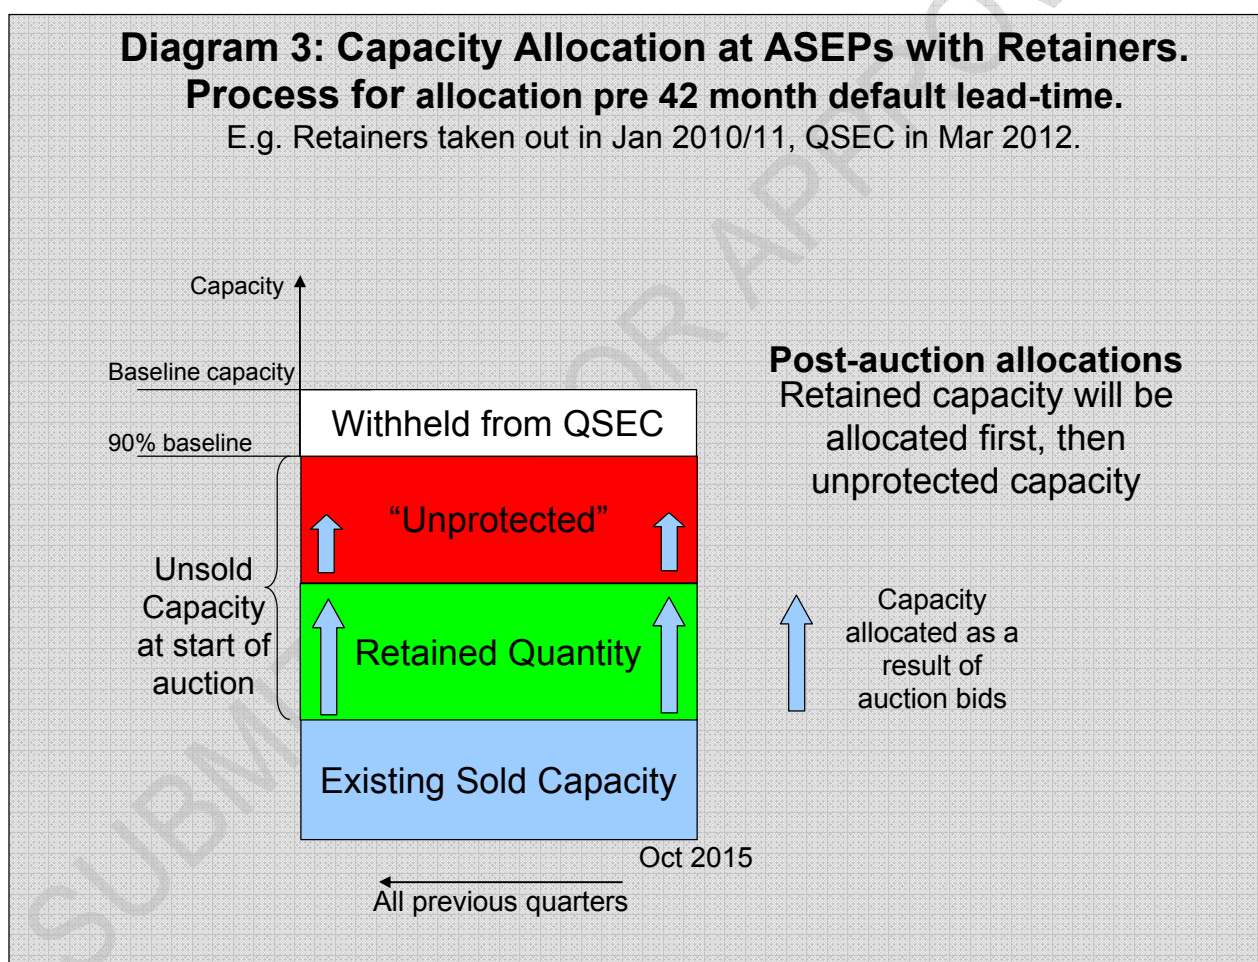 Diagram 3: Capacity Allocation at ASEPs with Retainers.
Process for allocation pre 42 month default lead-time.
E.g. Retainers taken out in Jan 2010/11, QSEC in Mar 2012.
Capacity
Baseline capacity
90% baseline
Withheld from QSEC
“Unprotected”
Retained Quantity
Existing Sold Capacity
Unsold
Capacity
at start of
auction
Oct 2015
All previous quarters
Post-auction allocations
Retained capacity will be
allocated first, then
unprotected capacity
Capacity
allocated as a
result of
auction bids